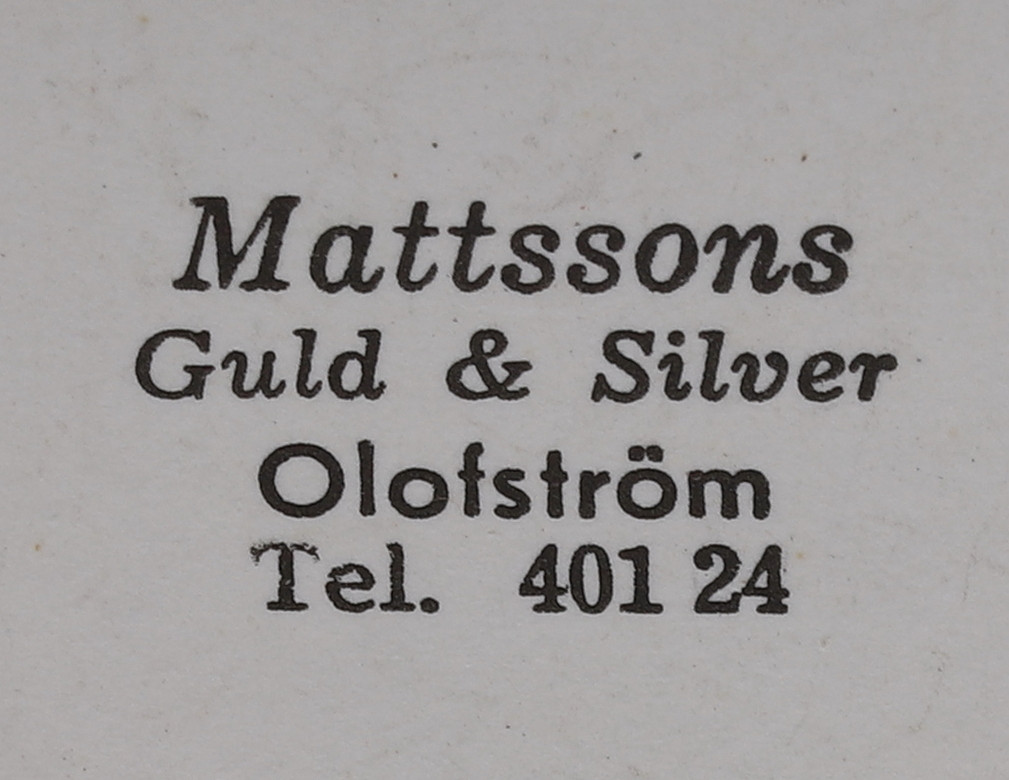 Mattssons
Guld & Silver
Olofström
Tel. 401 24